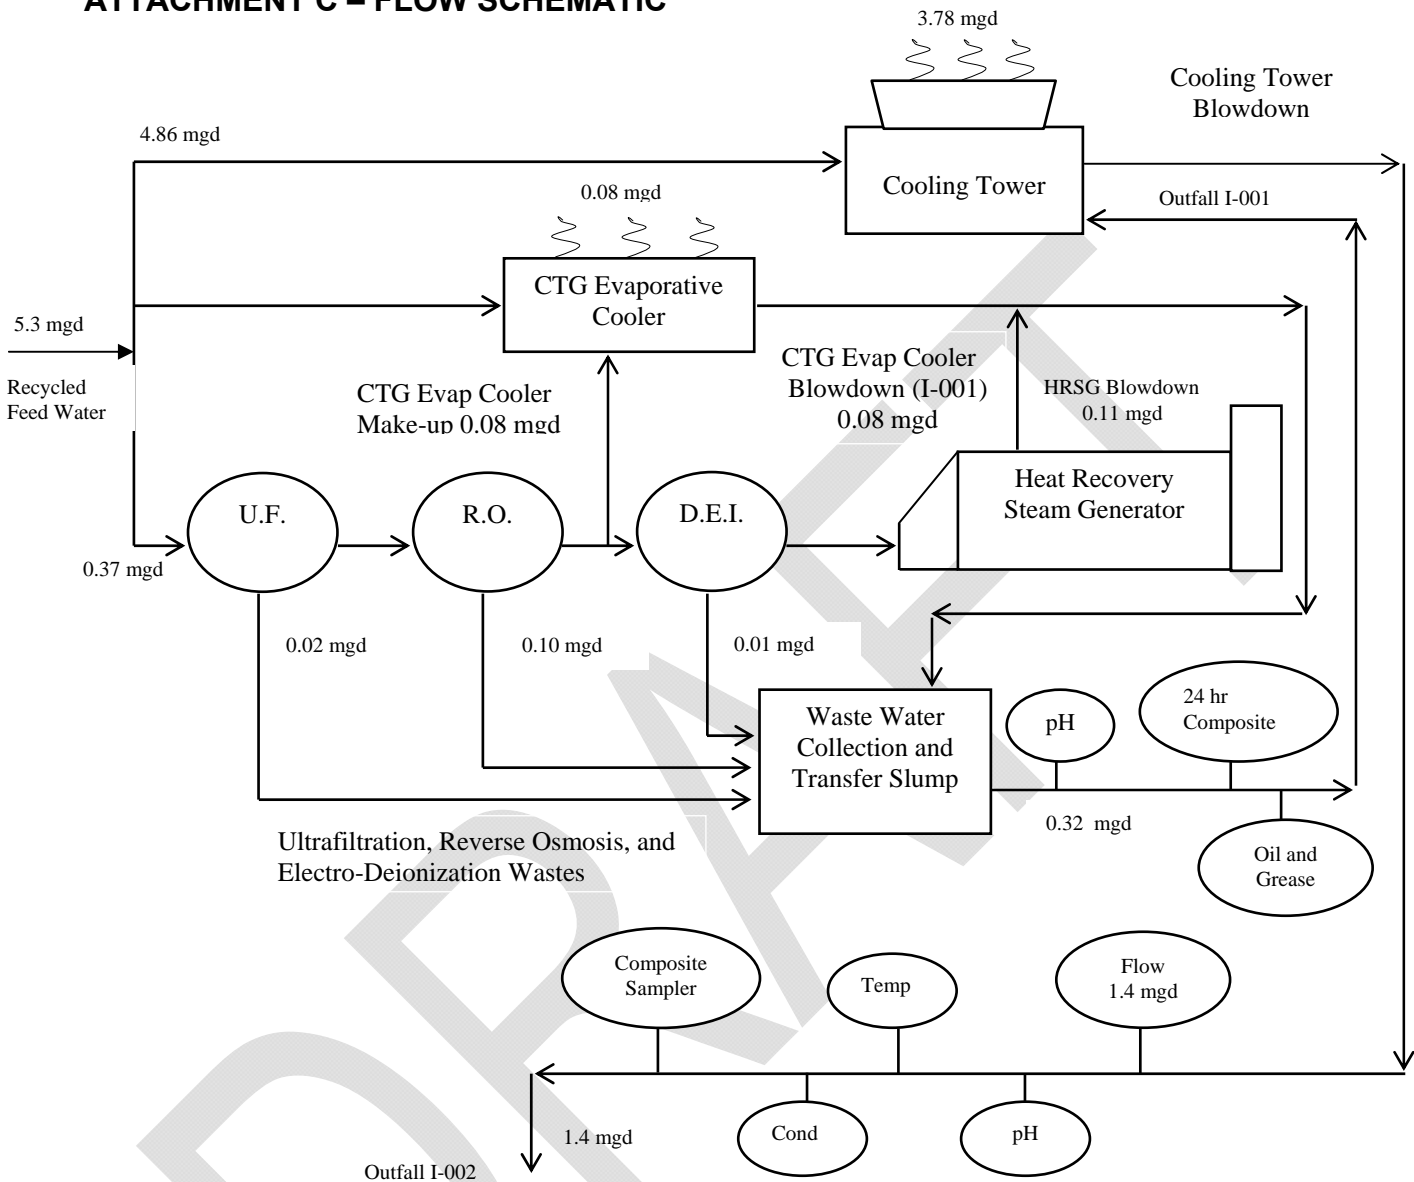 ATTACHMENT C – FLOW SCHEMATIC
3.78 mgd
Cooling Tower
Blowdown
4.86 mgd
Cooling Tower
0.08 mgd
Outfall I-001
CTG Evaporative
Cooler
5.3 mgd
Recycled
Feed Water
CTG Evap Cooler
Make-up 0.08 mgd
CTG Evap Cooler
Blowdown (I-001)
0.08 mgd
HRSG Blowdown
0.11 mgd
U.F.
R.O.
D.E.I.
Heat Recovery
Steam Generator
0.37 mgd
0.02 mgd
0.10 mgd
0.01 mgd
Waste Water
Collection and
Transfer Slump
pH
24 hr
Composite
0.32 mgd
Ultrafiltration, Reverse Osmosis, and
Electro-Deionization Wastes
Oil and
Grease
Composite
Sampler
Temp
Flow
1.4 mgd
1.4 mgd
Cond
pH
Outfall I-002
DRAFT